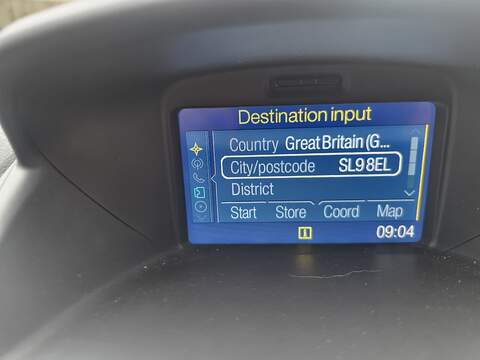 Destination input
Country Great Britain (G...
City/postcode SL9 8EL
District
Start Store Coord Map
09:04